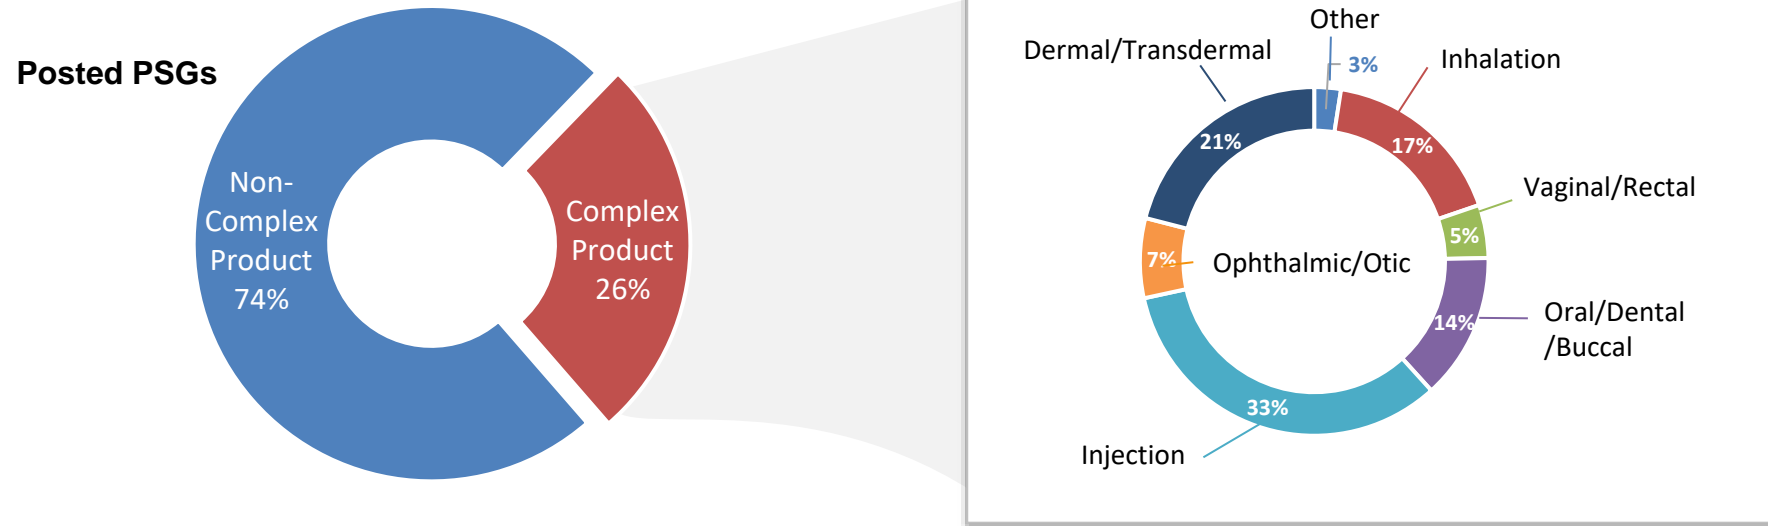 Posted PSGs
Non-
Complex
Product
74%
Complex
Product
26%
Other
3%
Dermal/Transdermal
Inhalation
21%
17%
Vaginal/Rectal
5%
7%
Ophthalmic/Otic
Oral/Dental
/Buccal
14%
33%
Injection